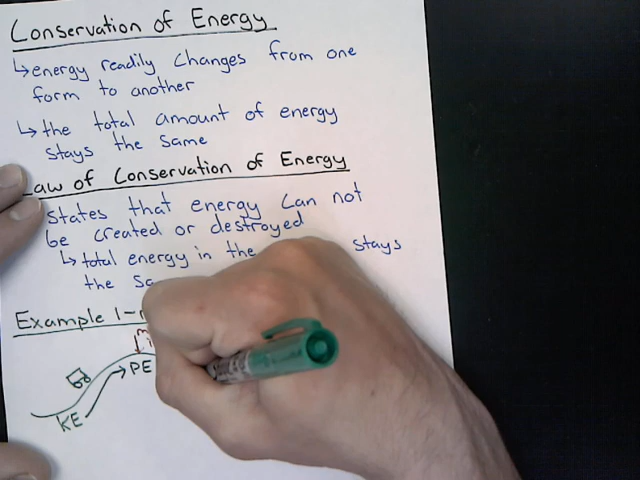 Conservation of Energy
↳energy readily changes from one
form to another
↳ the total amount of energy
stays the same
Law of Conservation of Energy
States that energy can not
be created or destroyed
↳ total energy in the stays
the
Example 1-
PE
KE